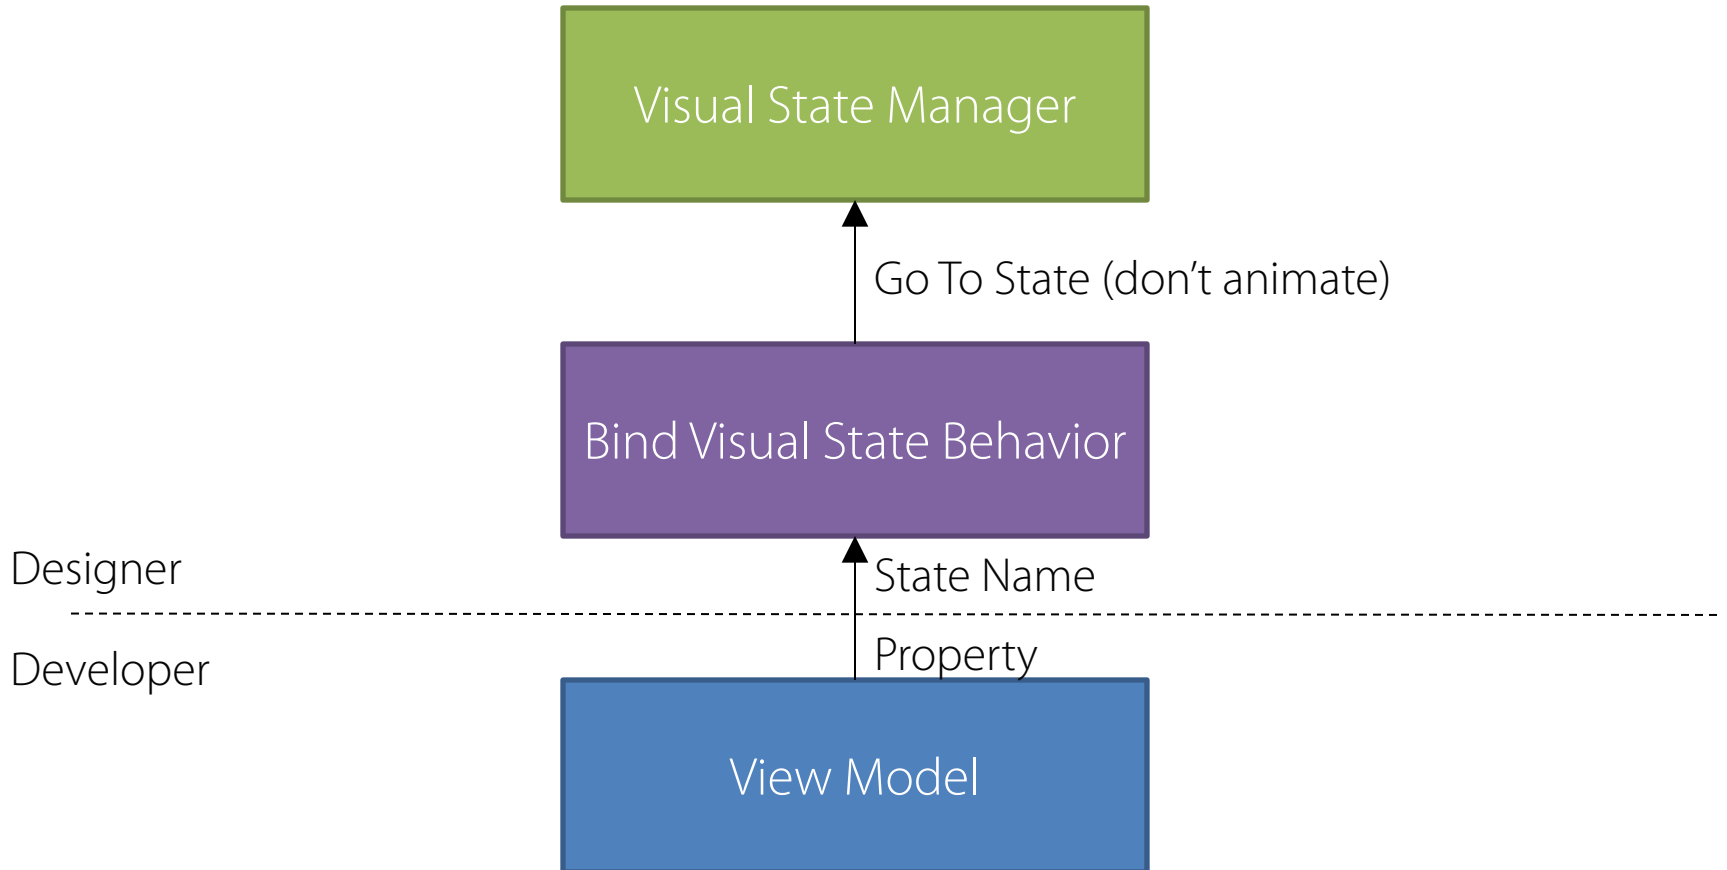 Visual State Manager
Go To State (don’t animate)
Bind Visual State Behavior
Designer
State Name
Property
Developer
View Model